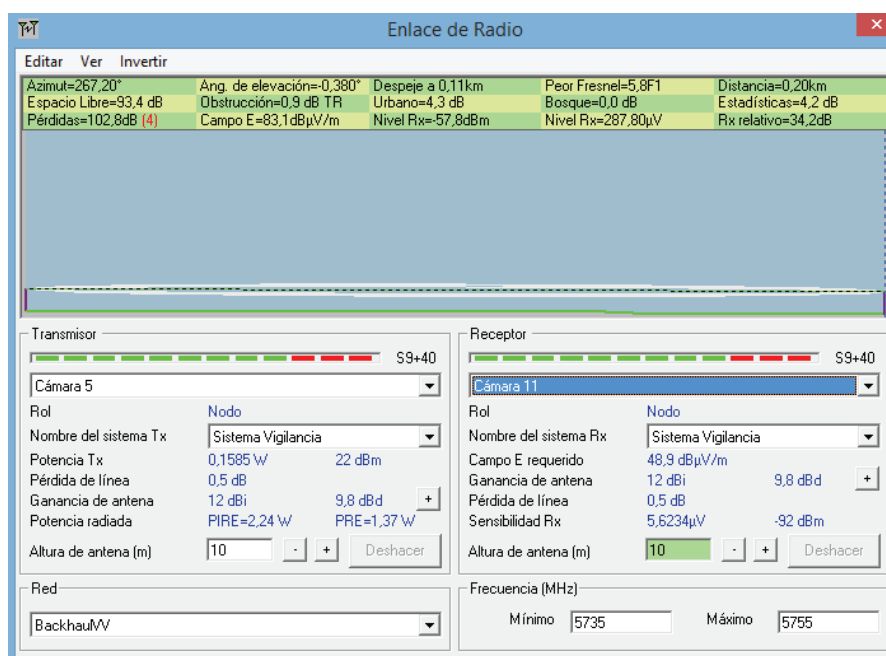 Enlace de Radio
Editar Ver Invertir
Azimut=267,20° Ang. de elevación=-0,380° Despeje a 0,11km Peor Fresnel=5,8F1 Distancia=0,20km
Espacio Libre=93,4 dB Obstrucción=0,9 dB TR Urbano=4,3 dB Bosque=0,0 dB Estadísticas=4,2 dB
Pérdidas=102,8dB (4) Campo E=83,1dBµV/m Nivel Rx=-57,8dBm Nivel Rx=287,80µV Rx relativo=34,2dB
Transmisor Receptor
S9+40 S9+40
Cámara 5 Cámara 11
Rol Nodo Rol Nodo
Nombre del sistema Tx Sistema Vigilancia Nombre del sistema Rx Sistema Vigilancia
Potencia Tx 0,1585 W 22 dBm Campo E requerido 48,9 dBµV/m
Pérdida de línea 0,5 dB Ganancia de antena 12 dBi 9,8 dBd +
Ganancia de antena 12 dBi 9,8 dBd + Pérdida de línea 0,5 dB
Potencia radiada PIRE=2,24 W PRE=1,37 W Sensibilidad Rx 5,6234µV -92 dBm
Altura de antena (m) 10 - + Deshacer Altura de antena (m) 10 - + Deshacer
Red Frecuencia (MHz)
BackhaulVV Mínimo 5735 Máximo 5755